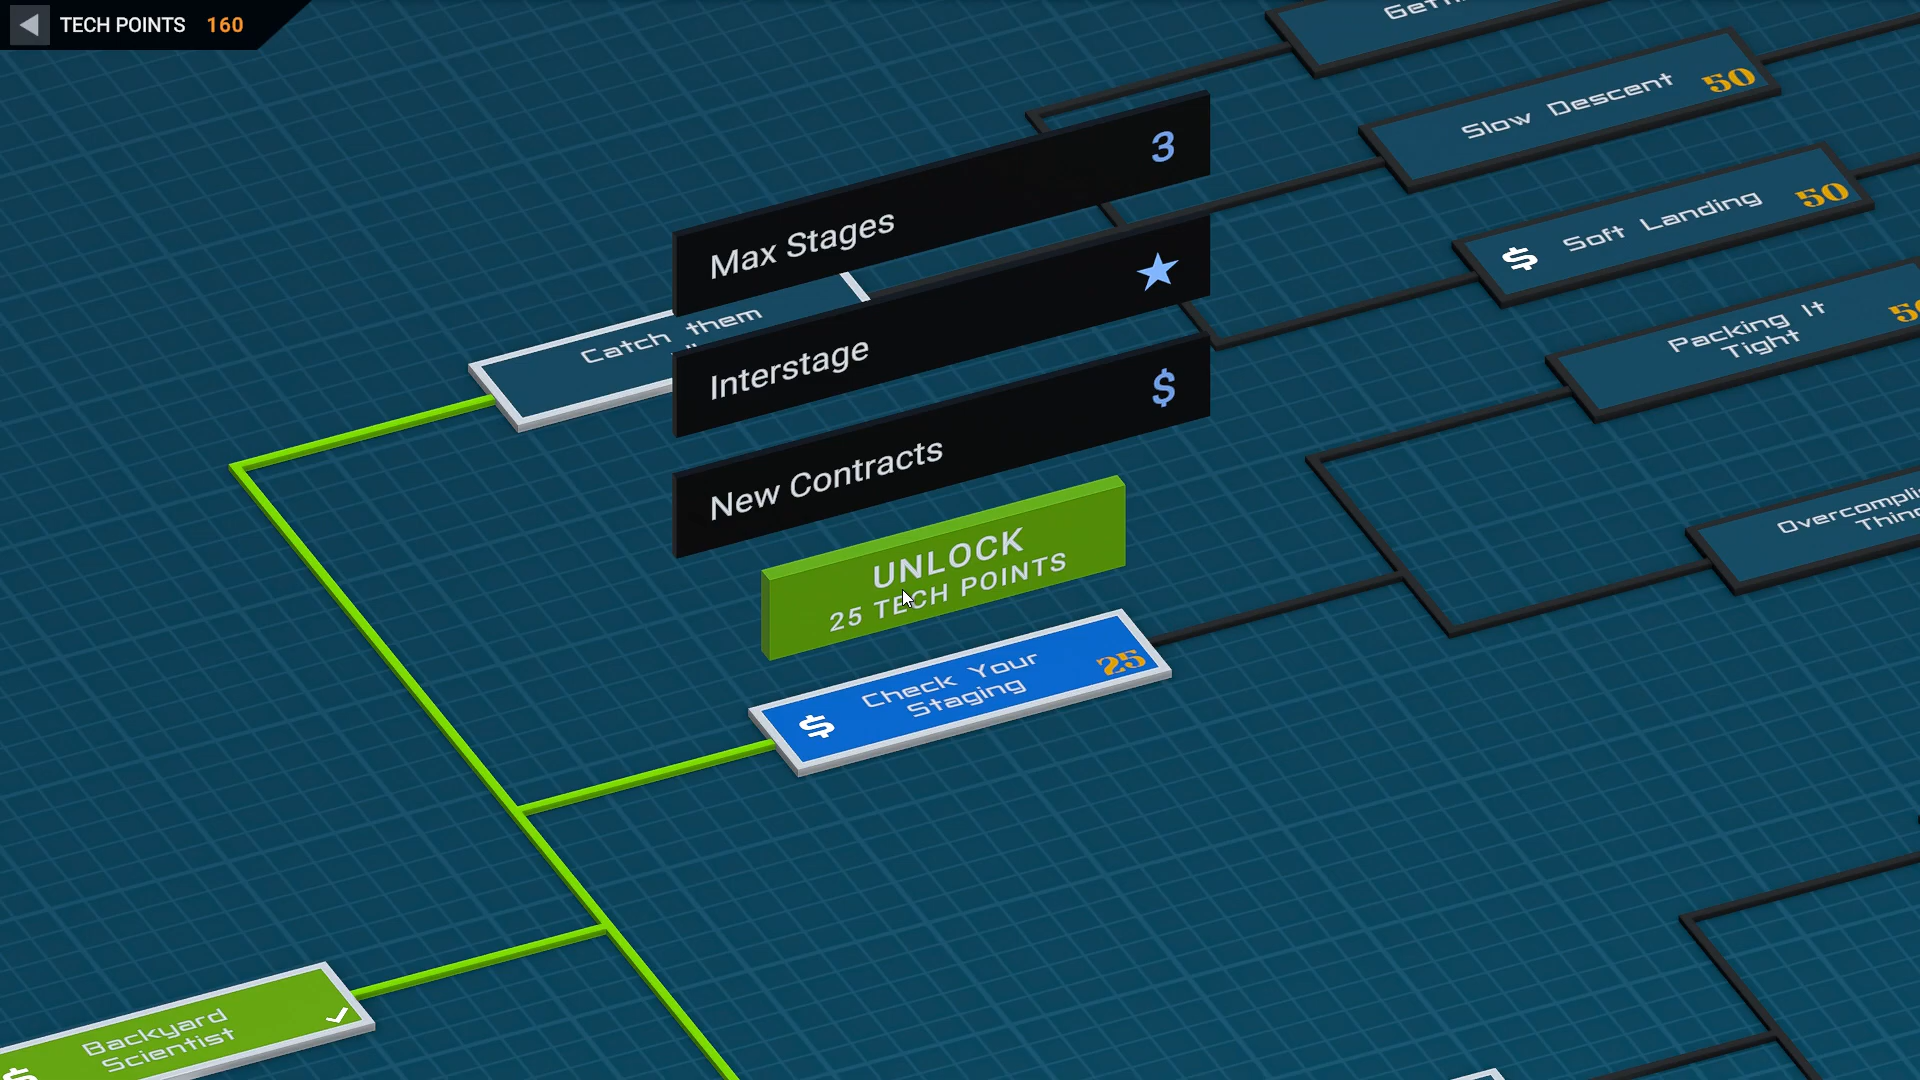 TECH POINTS 160
Slow Descent 50
Max Stages 3
$ Soft Landing 50
Catch them
Interstage ★
Packing It
Tight
New Contracts $
UNLOCK
25 TECH POINTS
$ Check Your
Staging 25
Backyard
Scientist
$